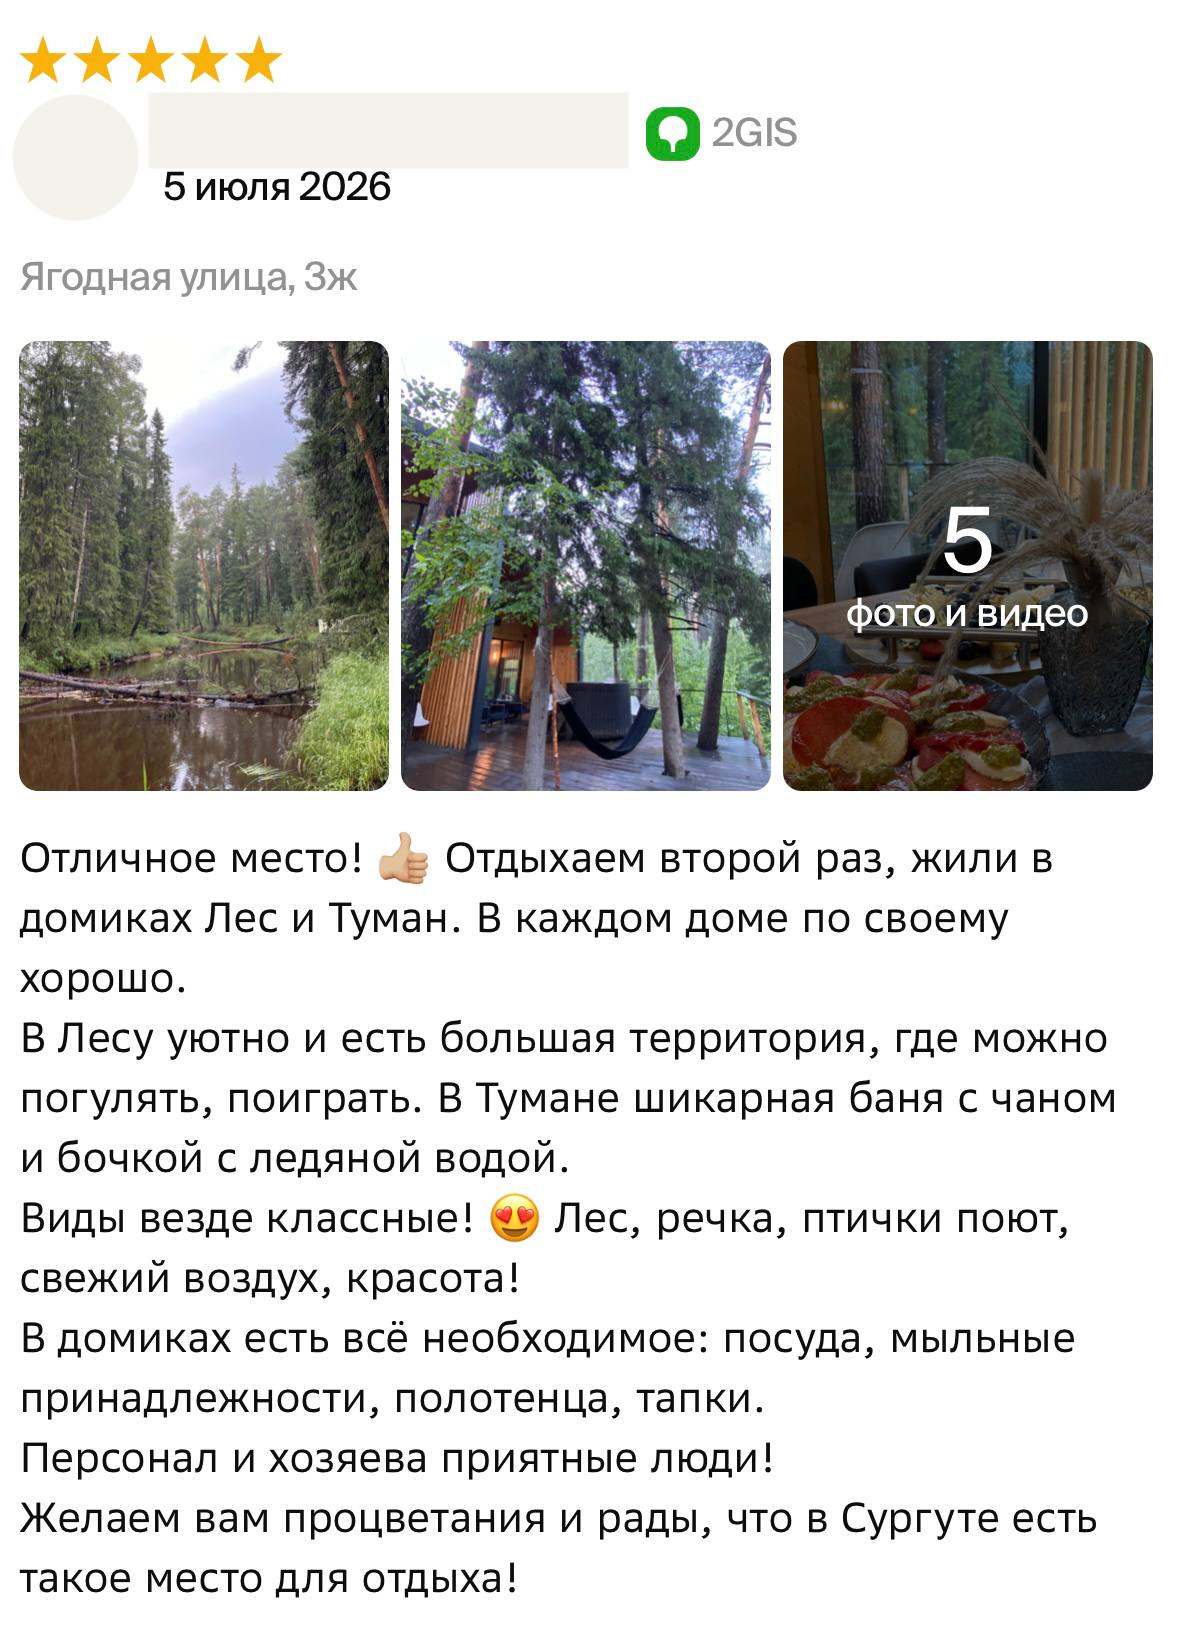 2GIS
5 июля 2026
Ягодная улица, 3ж
5
фото и видео
Отличное место! 👍🏼 Отдыхаем второй раз, жили в
домиках Лес и Туман. В каждом доме по своему
хорошо.
В Лесу уютно и есть большая территория, где можно
погулять, поиграть. В Тумане шикарная баня с чаном
и бочкой с ледяной водой.
Виды везде классные! 😍 Лес, речка, птички поют,
свежий воздух, красота!
В домиках есть всё необходимое: посуда, мыльные
принадлежности, полотенца, тапки.
Персонал и хозяева приятные люди!
Желаем вам процветания и рады, что в Сургуте есть
такое место для отдыха!